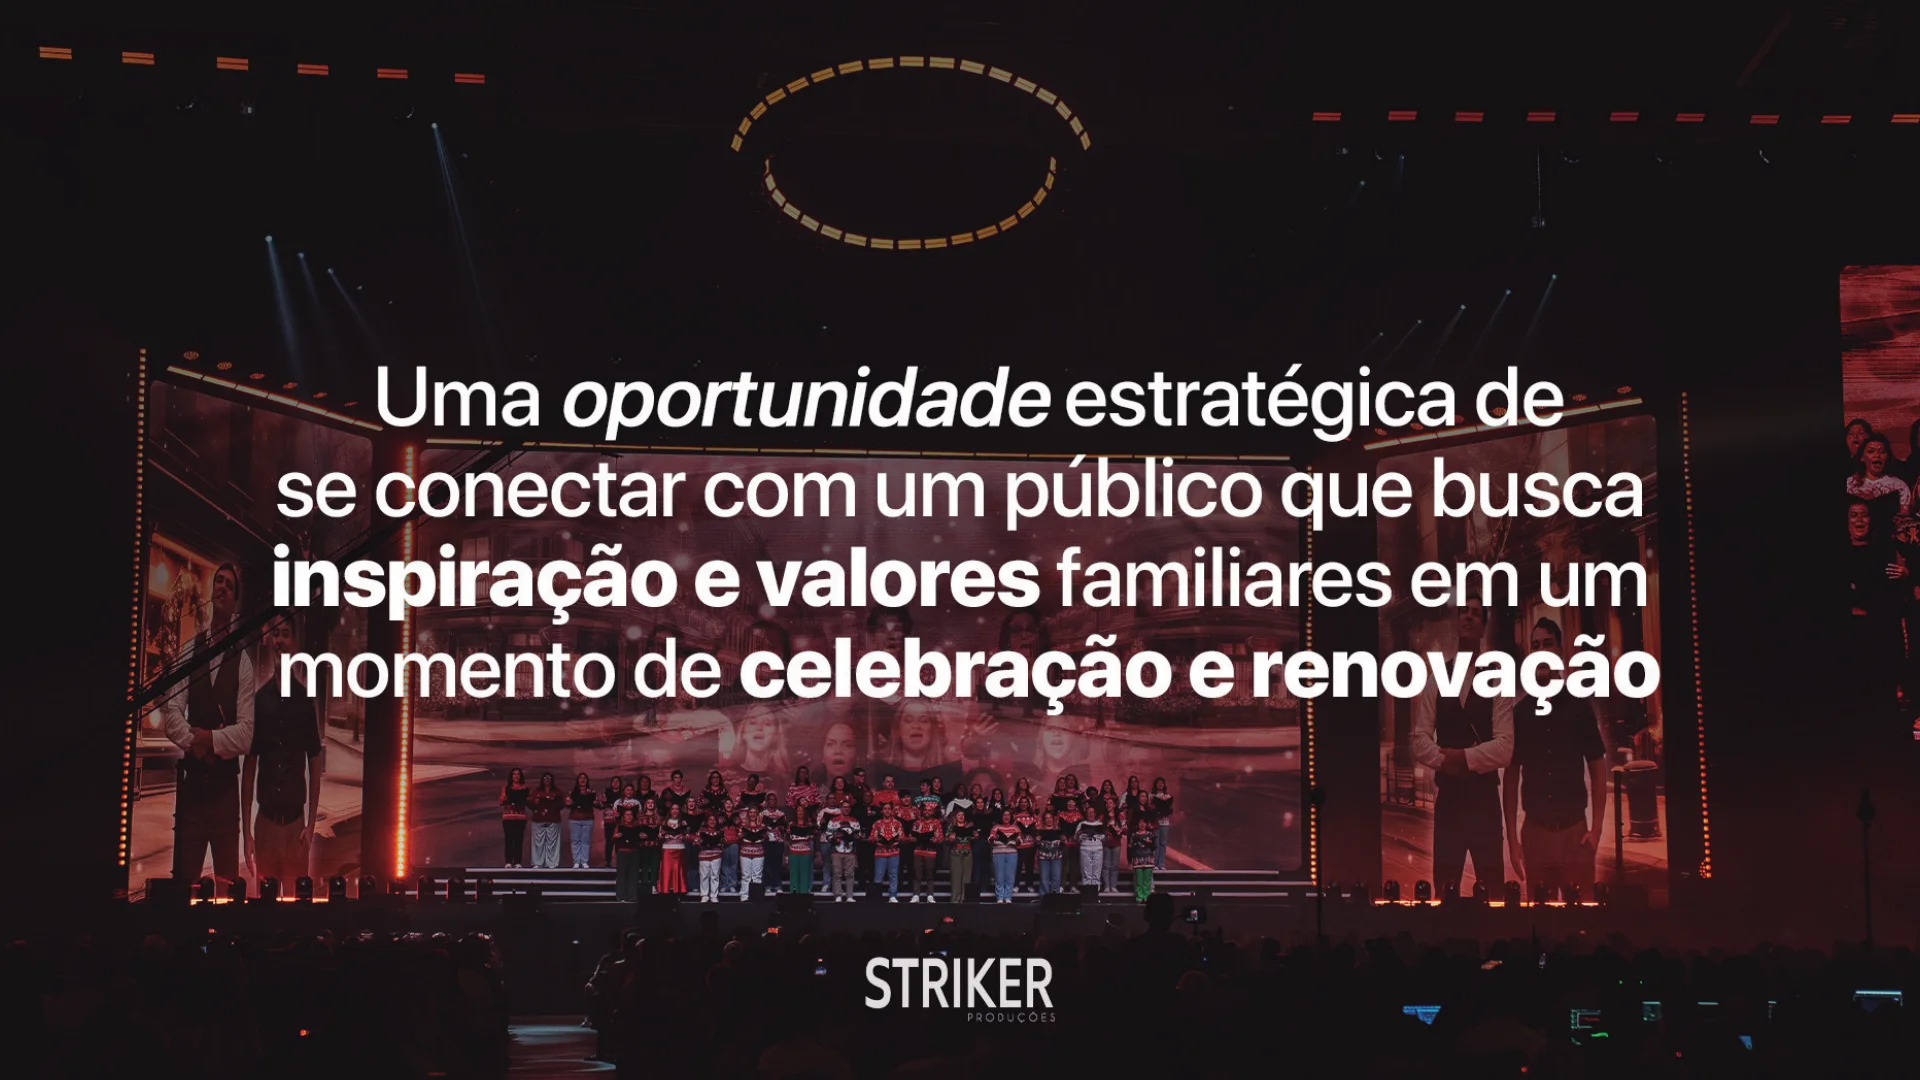 Uma oportunidade estratégica de
se conectar com um público que busca
inspiração e valores familiares em um
momento de celebração e renovação
STRIKER
PRODUÇÕES